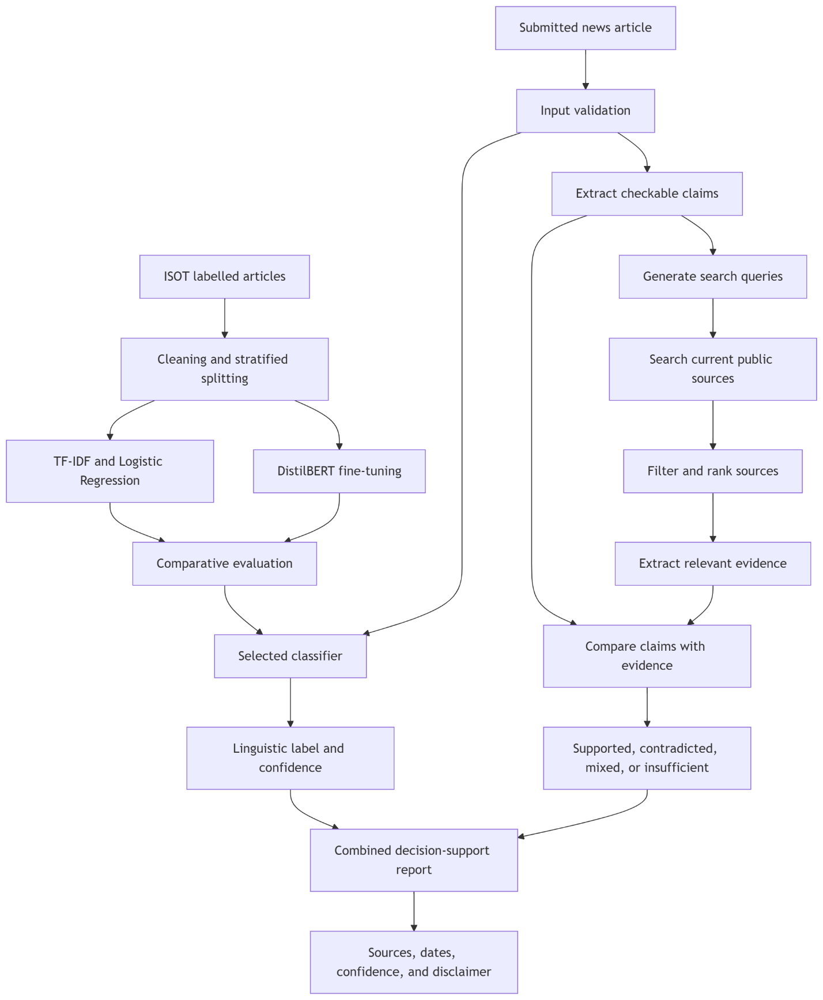 Submitted news article
Input validation
Extract checkable claims
ISOT labelled articles
Generate search queries
Cleaning and stratified
splitting
Search current public
sources
TF-IDF and Logistic
Regression
DistilBERT fine-tuning
Filter and rank sources
Comparative evaluation
Extract relevant evidence
Selected classifier
Compare claims with
evidence
Linguistic label and
confidence
Supported, contradicted,
mixed, or insufficient
Combined decision-support
report
Sources, dates,
confidence, and disclaimer